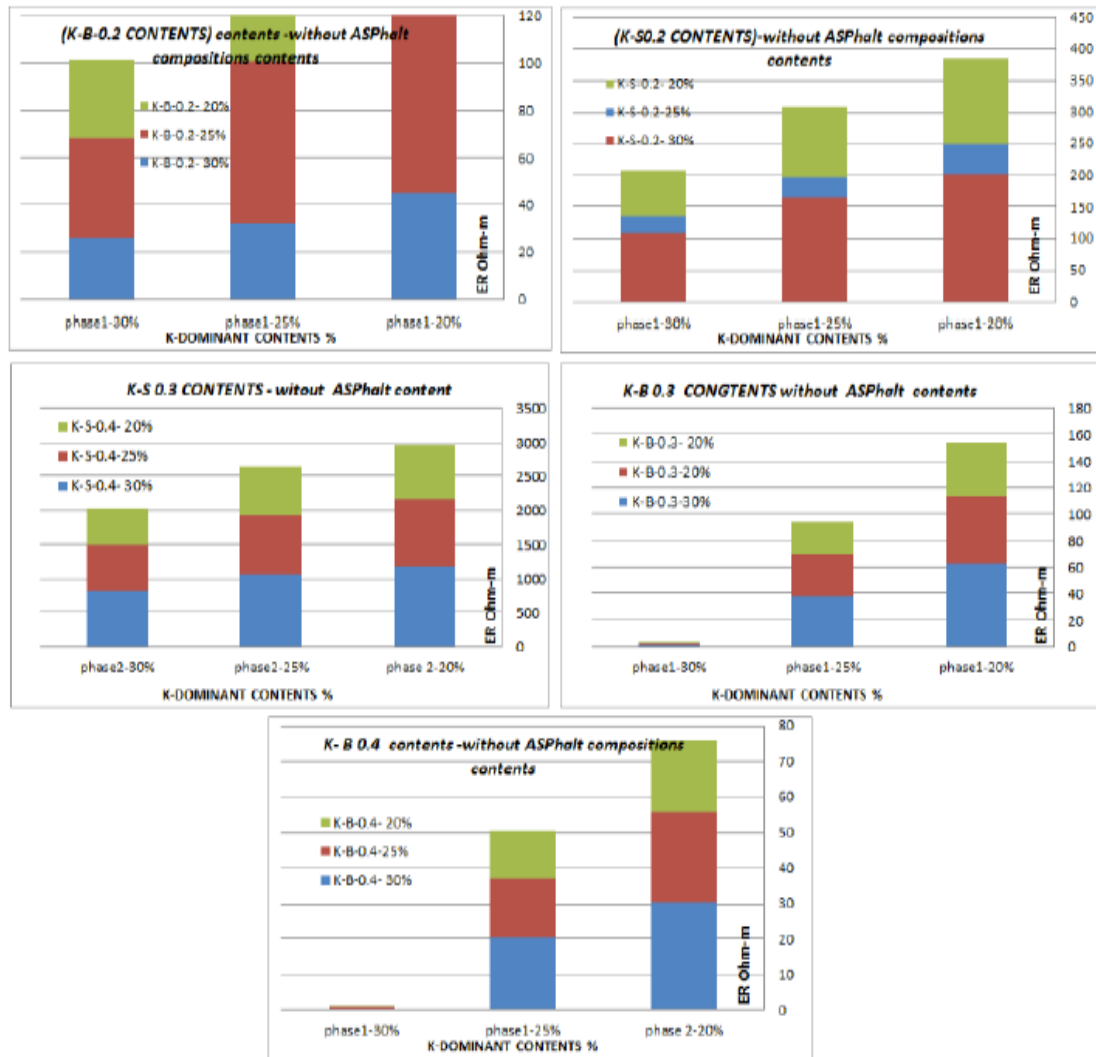 (K-B-0.2 CONTENTS) contents -without ASPhalt
compositions contents
K-B-0.2- 20%
K-B-0.2-25%
K-B-0.2- 30%
120
100
80
60
40
20
0
ER Ohm-m
phase1-30%
phase1-25%
phase1-20%
K-DOMINANT CONTENTS %
(K-S0.2 CONTENTS)-without ASPhalt compositions
contents
K-S-0.2- 20%
K-S-0.2-25%
K-S-0.2- 30%
450
400
350
300
250
200
150
100
50
0
ER Ohm-m
phase1-30%
phase1-25%
phase1-20%
K-DOMINANT CONTENTS %
K-S 0.3 CONTENTS - witout ASPhalt content
K-S-0.4- 20%
K-S-0.4-25%
K-S-0.4- 30%
3500
3000
2500
2000
1500
1000
500
0
ER Ohm-m
phase2-30%
phase2-25%
phase 2-20%
K-DOMINANT CONTENTS %
K-B 0.3 CONGTENTS without ASPhalt contents
K-B-0.3- 20%
K-B-0.3-20%
K-B-0.3-30%
180
160
140
120
100
80
60
40
20
0
ER Ohm-m
phase1-30%
phase1-25%
phase1-20%
K-DOMINANT CONTENTS %
K- B 0.4 contents -without ASPhalt compositions
contents
K-B-0.4- 20%
K-B-0.4-25%
K-B-0.4- 30%
80
70
60
50
40
30
20
10
0
ER Ohm-m
phase1-30%
phase1-25%
phase 2-20%
K-DOMINANT CONTENTS %